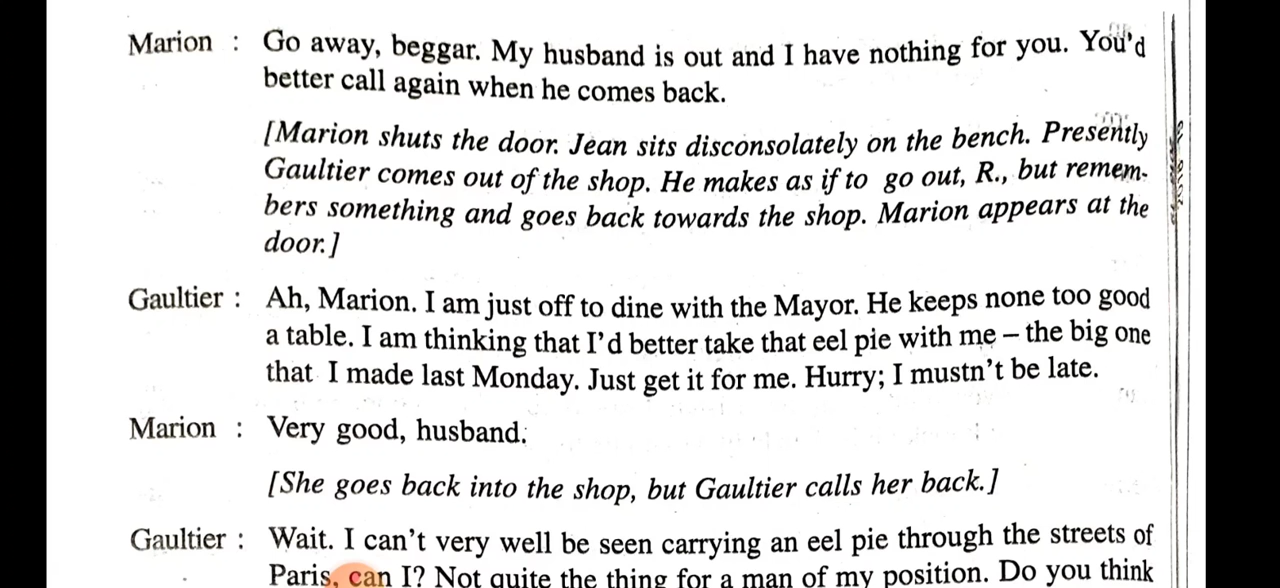 Marion : Go away, beggar. My husband is out and I have nothing for you. You'd
better call again when he comes back.
[Marion shuts the door. Jean sits disconsolately on the bench. Presently
Gaultier comes out of the shop. He makes as if to go out, R., but remem-
bers something and goes back towards the shop. Marion appears at the
door.]
Gaultier : Ah, Marion. I am just off to dine with the Mayor. He keeps none too good
a table. I am thinking that I'd better take that eel pie with me – the big one
that I made last Monday. Just get it for me. Hurry; I mustn't be late.
Marion : Very good, husband.
[She goes back into the shop, but Gaultier calls her back.]
Gaultier : Wait. I can't very well be seen carrying an eel pie through the streets of
Paris, can I? Not quite the thing for a man of my position. Do you think